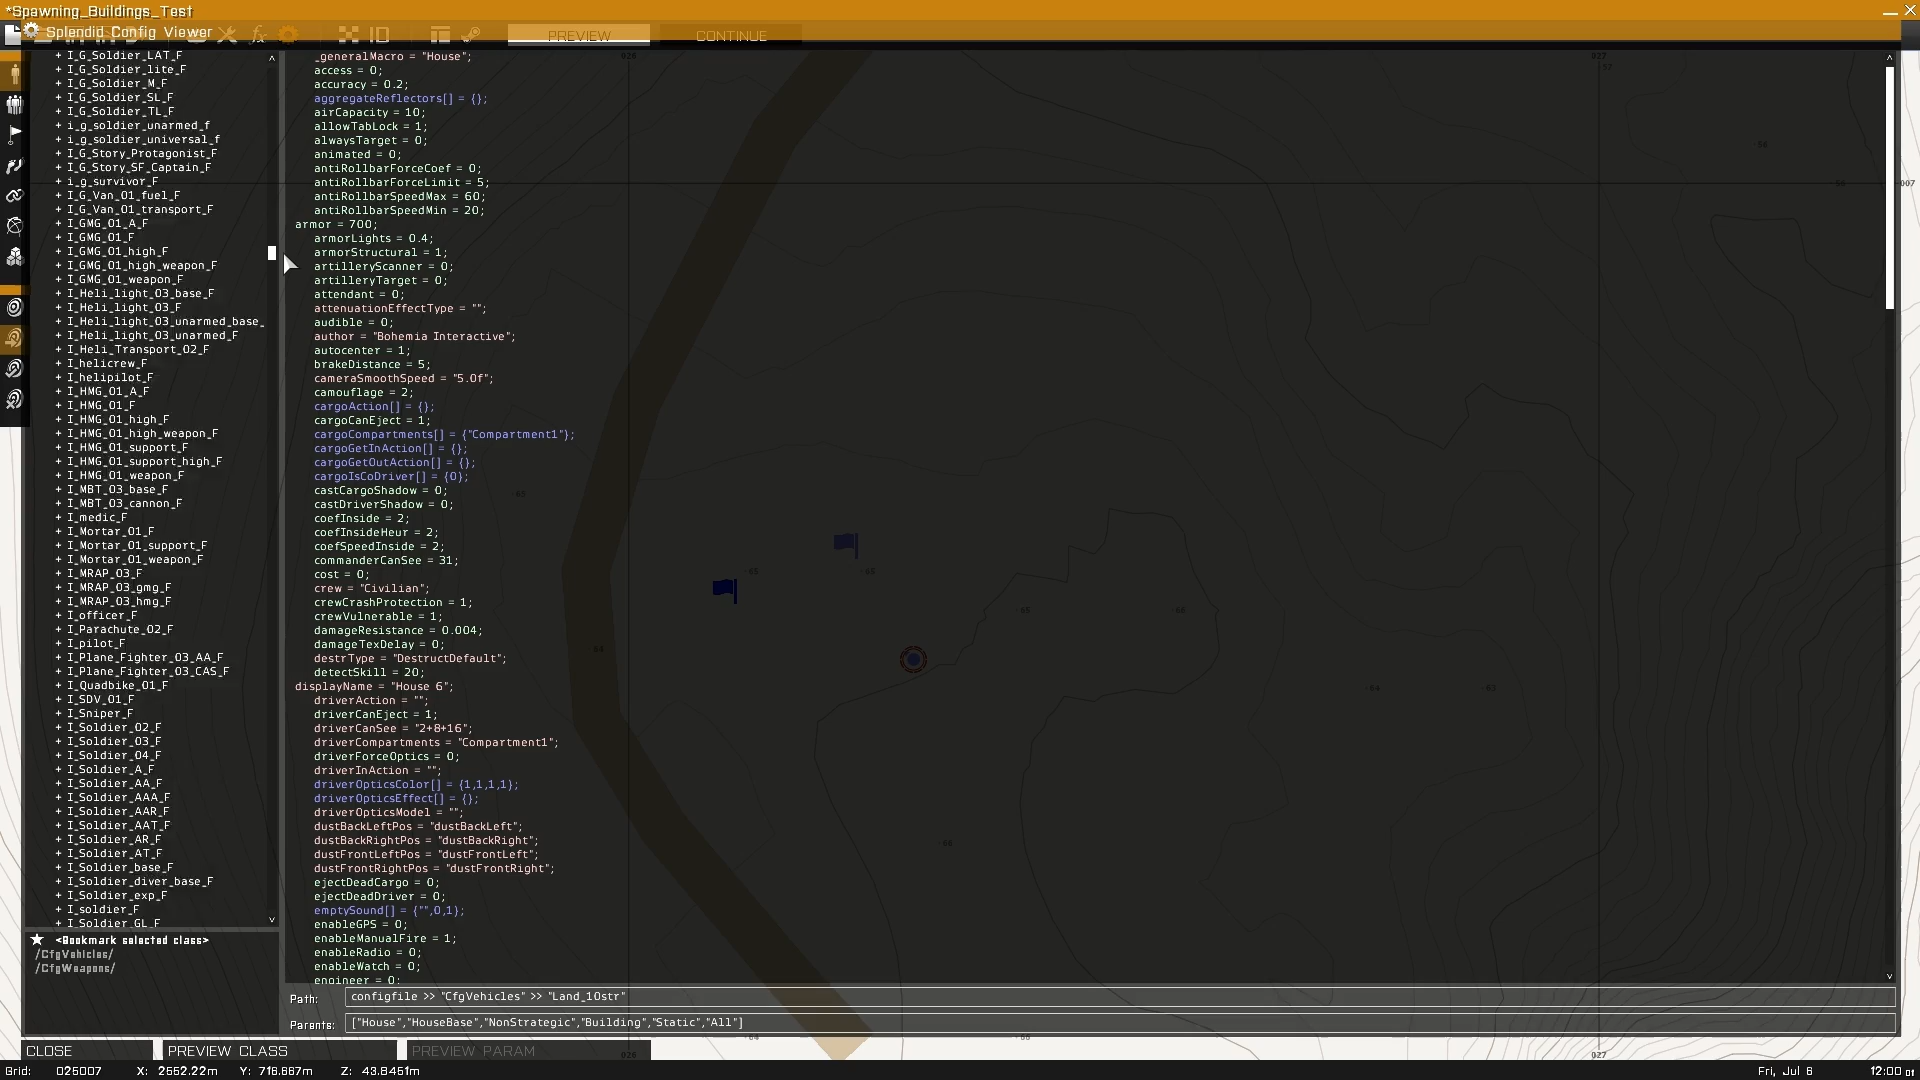 *Spawning_Buildings_Test
Splendid Config Viewer
PREVIEW
CONTINUE
+ I_G_Soldier_LAT_F
+ I_G_Soldier_lite_F
+ I_G_Soldier_M_F
+ I_G_Soldier_SL_F
+ I_G_Soldier_TL_F
+ i_g_soldier_unarmed_f
+ i_g_soldier_universal_f
+ I_G_Story_Protagonist_F
+ I_G_Story_SF_Captain_F
+ i_g_survivor_F
+ I_G_Van_01_fuel_F
+ I_G_Van_01_transport_F
+ I_GMG_01_A_F
+ I_GMG_01_F
+ I_GMG_01_high_F
+ I_GMG_01_high_weapon_F
+ I_GMG_01_weapon_F
+ I_Heli_light_03_base_F
+ I_Heli_light_03_F
+ I_Heli_light_03_unarmed_base_
+ I_Heli_light_03_unarmed_F
+ I_Heli_Transport_02_F
+ I_helicrew_F
+ I_helipilot_F
+ I_HMG_01_A_F
+ I_HMG_01_F
+ I_HMG_01_high_F
+ I_HMG_01_high_weapon_F
+ I_HMG_01_support_F
+ I_HMG_01_support_high_F
+ I_HMG_01_weapon_F
+ I_MBT_03_base_F
+ I_MBT_03_cannon_F
+ I_medic_F
+ I_Mortar_01_F
+ I_Mortar_01_support_F
+ I_Mortar_01_weapon_F
+ I_MRAP_03_F
+ I_MRAP_03_gmg_F
+ I_MRAP_03_hmg_F
+ I_officer_F
+ I_Parachute_02_F
+ I_pilot_F
+ I_Plane_Fighter_03_AA_F
+ I_Plane_Fighter_03_CAS_F
+ I_Quadbike_01_F
+ I_SDV_01_F
+ I_Sniper_F
+ I_Soldier_02_F
+ I_Soldier_03_F
+ I_Soldier_04_F
+ I_Soldier_A_F
+ I_Soldier_AA_F
+ I_Soldier_AAA_F
+ I_Soldier_AAR_F
+ I_Soldier_AAT_F
+ I_Soldier_AR_F
+ I_Soldier_AT_F
+ I_Soldier_base_F
+ I_Soldier_diver_base_F
+ I_Soldier_exp_F
+ I_soldier_F
+ I_Soldier_GL_F
<Bookmark selected class>
/CfgVehicles/
/CfgWeapons/
_generalMacro = "House";
access = 0;
accuracy = 0.2;
aggregateReflectors[] = {};
airCapacity = 10;
allowTabLock = 1;
alwaysTarget = 0;
animated = 0;
antiRollbarForceCoef = 0;
antiRollbarForceLimit = 5;
antiRollbarSpeedMax = 60;
antiRollbarSpeedMin = 20;
armor = 700;
armorLights = 0.4;
armorStructural = 1;
artilleryScanner = 0;
artilleryTarget = 0;
attendant = 0;
attenuationEffectType = "";
audible = 0;
author = "Bohemia Interactive";
autocenter = 1;
brakeDistance = 5;
cameraSmoothSpeed = "5.0f";
camouflage = 2;
cargoAction[] = {};
cargoCanEject = 1;
cargoCompartments[] = {"Compartment1"};
cargoGetInAction[] = {};
cargoGetOutAction[] = {};
cargoIsCoDriver[] = {0};
castCargoShadow = 0;
castDriverShadow = 0;
coefInside = 2;
coefInsideHeur = 2;
coefSpeedInside = 2;
commanderCanSee = 31;
cost = 0;
crew = "Civilian";
crewCrashProtection = 1;
crewVulnerable = 1;
damageResistance = 0.004;
damageTexDelay = 0;
destrType = "DestructDefault";
detectSkill = 20;
displayName = "House 6";
driverAction = "";
driverCanEject = 1;
driverCanSee = "2+8+16";
driverCompartments = "Compartment1";
driverForceOptics = 0;
driverInAction = "";
driverOpticsColor[] = {1,1,1,1};
driverOpticsEffect[] = {};
driverOpticsModel = "";
dustBackLeftPos = "dustBackLeft";
dustBackRightPos = "dustBackRight";
dustFrontLeftPos = "dustFrontLeft";
dustFrontRightPos = "dustFrontRight";
ejectDeadCargo = 0;
ejectDeadDriver = 0;
emptySound[] = {"",0,1};
enableGPS = 0;
enableManualFire = 1;
enableRadio = 0;
enableWatch = 0;
engineer = 0;
Path: configfile >> "CfgVehicles" >> "Land_10str"
Parents: ["House","HouseBase","NonStrategic","Building","Static","All"]
CLOSE
PREVIEW CLASS
PREVIEW PARAM
Grid: 025007 X: 2552.22m Y: 716.887m Z: 43.8451m
Fri, Jul 6 12:00